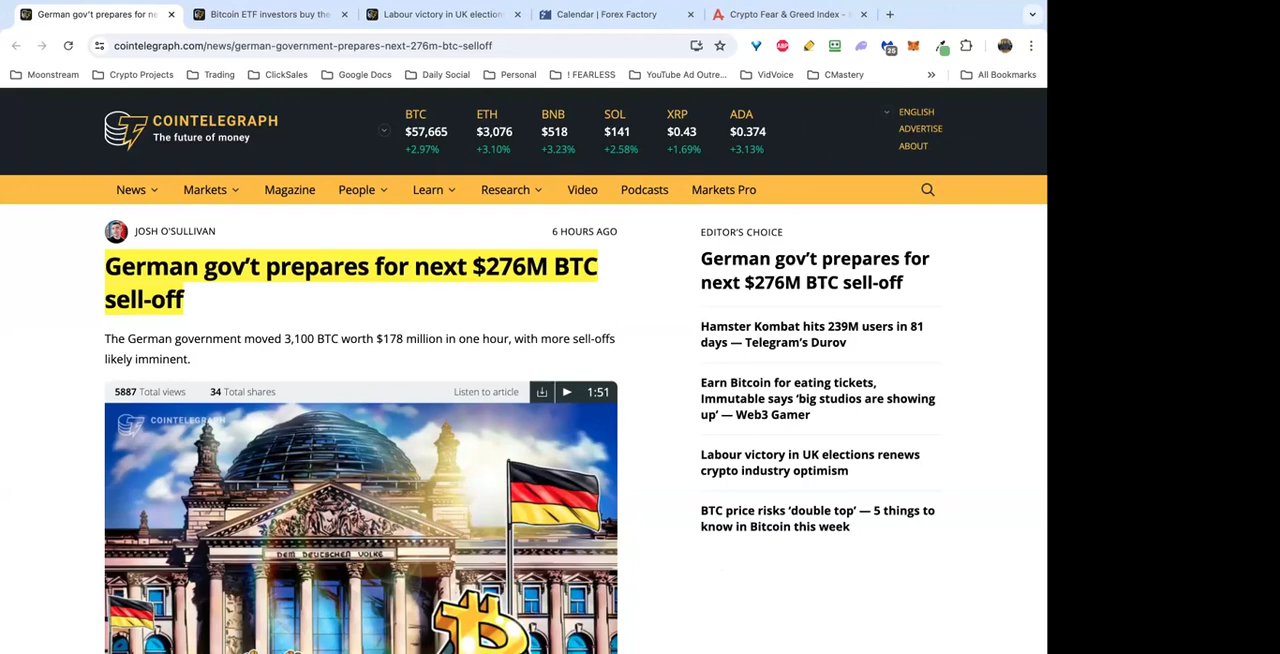 German gov't prepares for ne
Bitcoin ETF investors buy the
Labour victory in UK election
Calendar | Forex Factory
Crypto Fear & Greed Index -
cointelegraph.com/news/german-government-prepares-next-276m-btc-selloff
ABP
25
Moonstream
Crypto Projects
Trading
ClickSales
Google Docs
Daily Social
Personal
! FEARLESS
YouTube Ad Outre...
VidVoice
CMastery
All Bookmarks
COINTELEGRAPH
The future of money
BTC
$57,665
+2.97%
ETH
$3,076
+3.10%
BNB
$518
+3.23%
SOL
$141
+2.58%
XRP
$0.43
+1.69%
ADA
$0.374
+3.13%
ENGLISH
ADVERTISE
ABOUT
News
Markets
Magazine
People
Learn
Research
Video
Podcasts
Markets Pro
JOSH O'SULLIVAN
6 HOURS AGO
German gov't prepares for next $276M BTC
sell-off
The German government moved 3,100 BTC worth $178 million in one hour, with more sell-offs
likely imminent.
5887 Total views
34 Total shares
Listen to article
1:51
COINTELEGRAPH
DEM DEUTSCHEN VOLKE
EDITOR'S CHOICE
German gov't prepares for
next $276M BTC sell-off
Hamster Kombat hits 239M users in 81
days — Telegram's Durov
Earn Bitcoin for eating tickets,
Immutable says 'big studios are showing
up' — Web3 Gamer
Labour victory in UK elections renews
crypto industry optimism
BTC price risks 'double top' — 5 things to
know in Bitcoin this week